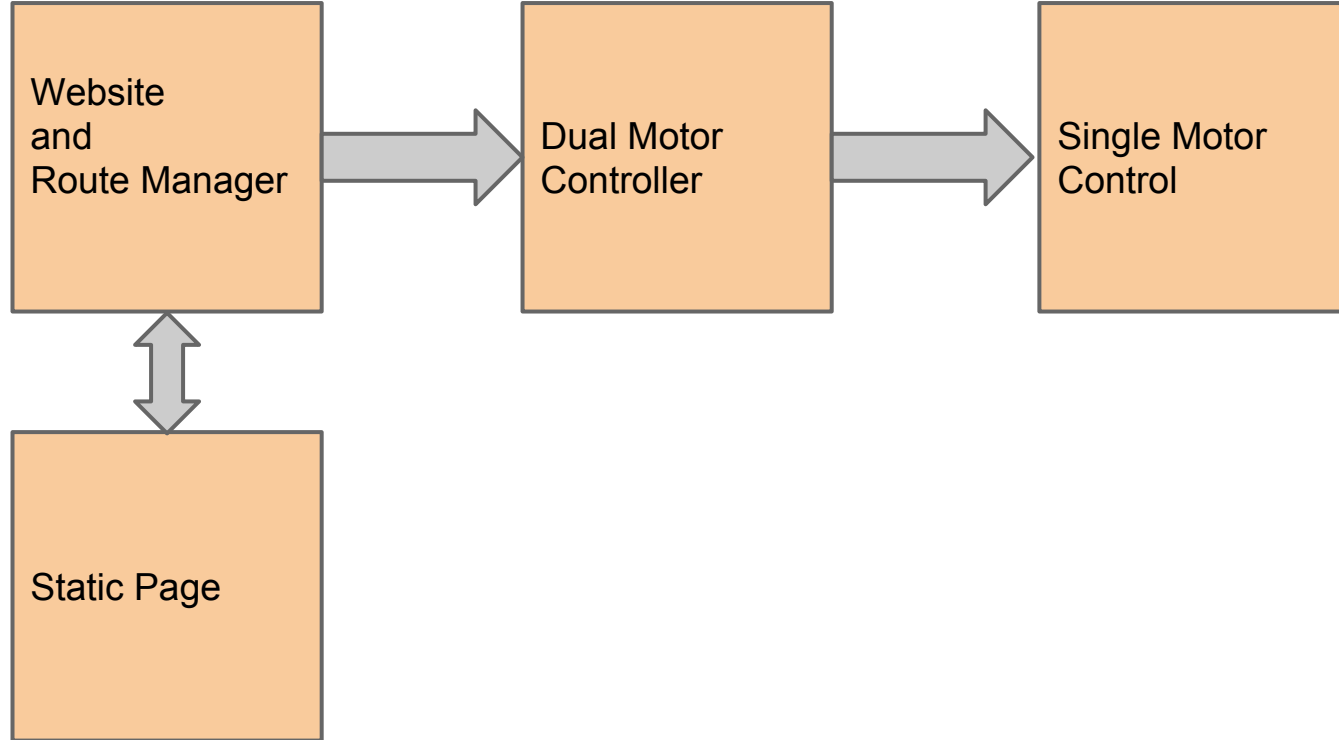 Website
and
Route Manager
Dual Motor
Controller
Single Motor
Control
Static Page